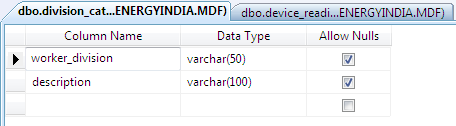 dbo.division_cat...ENERGYINDIA.MDF) dbo.device_readi...ENERGYINDIA.MDF)
Column Name Data Type Allow Nulls
worker_division varchar(50)
description varchar(100)